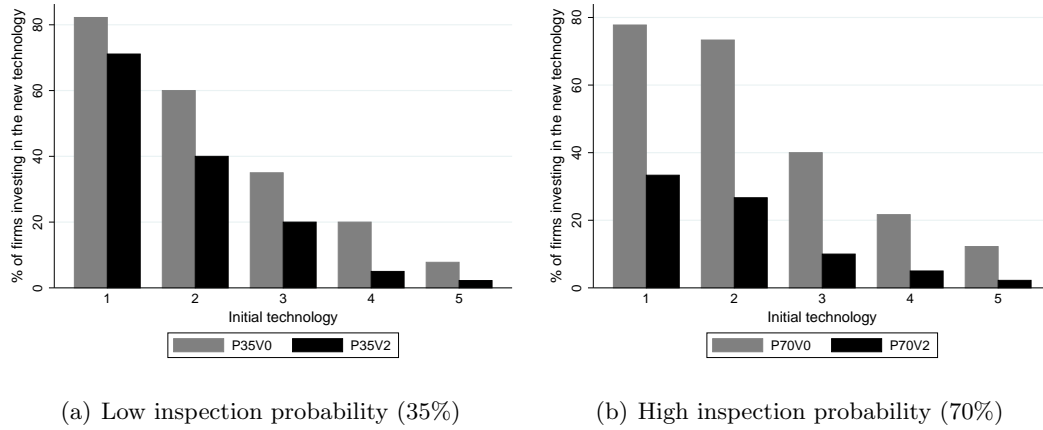 % of firms investing in the new technology
80
60
40
20
0
1 2 3 4 5
Initial technology
P35V0 P35V2
(a) Low inspection probability (35%)
% of firms investing in the new technology
80
60
40
20
0
1 2 3 4 5
Initial technology
P70V0 P70V2
(b) High inspection probability (70%)